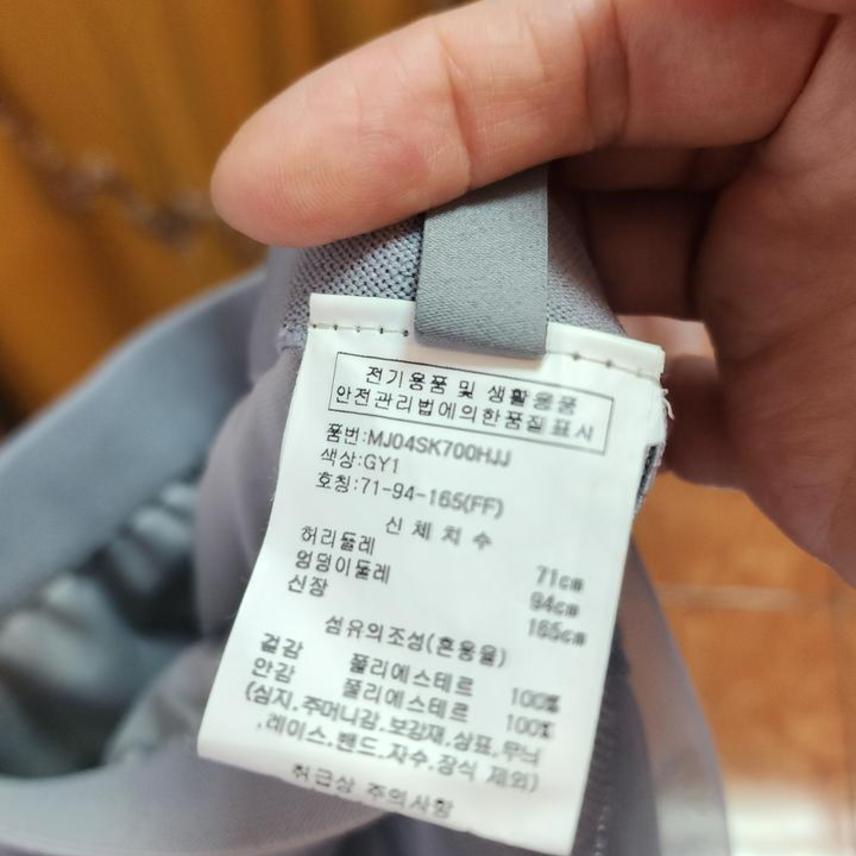 전기용품 및 생활용품
안전관리법에의한품질표시
품번:MJ04SK700HJJ
색상:GY1
호칭:71-94-165(FF)
신 체 치 수
허리둘레 71cm
엉덩이둘레 94cm
신장 165cm
섬유의조성(혼용율)
겉감 폴리에스테르 100%
안감 폴리에스테르 100%
(심지.주머니감.보강재.상표.무늬
.레이스.밴드.자수.장식 제외)
취급상 주의사항